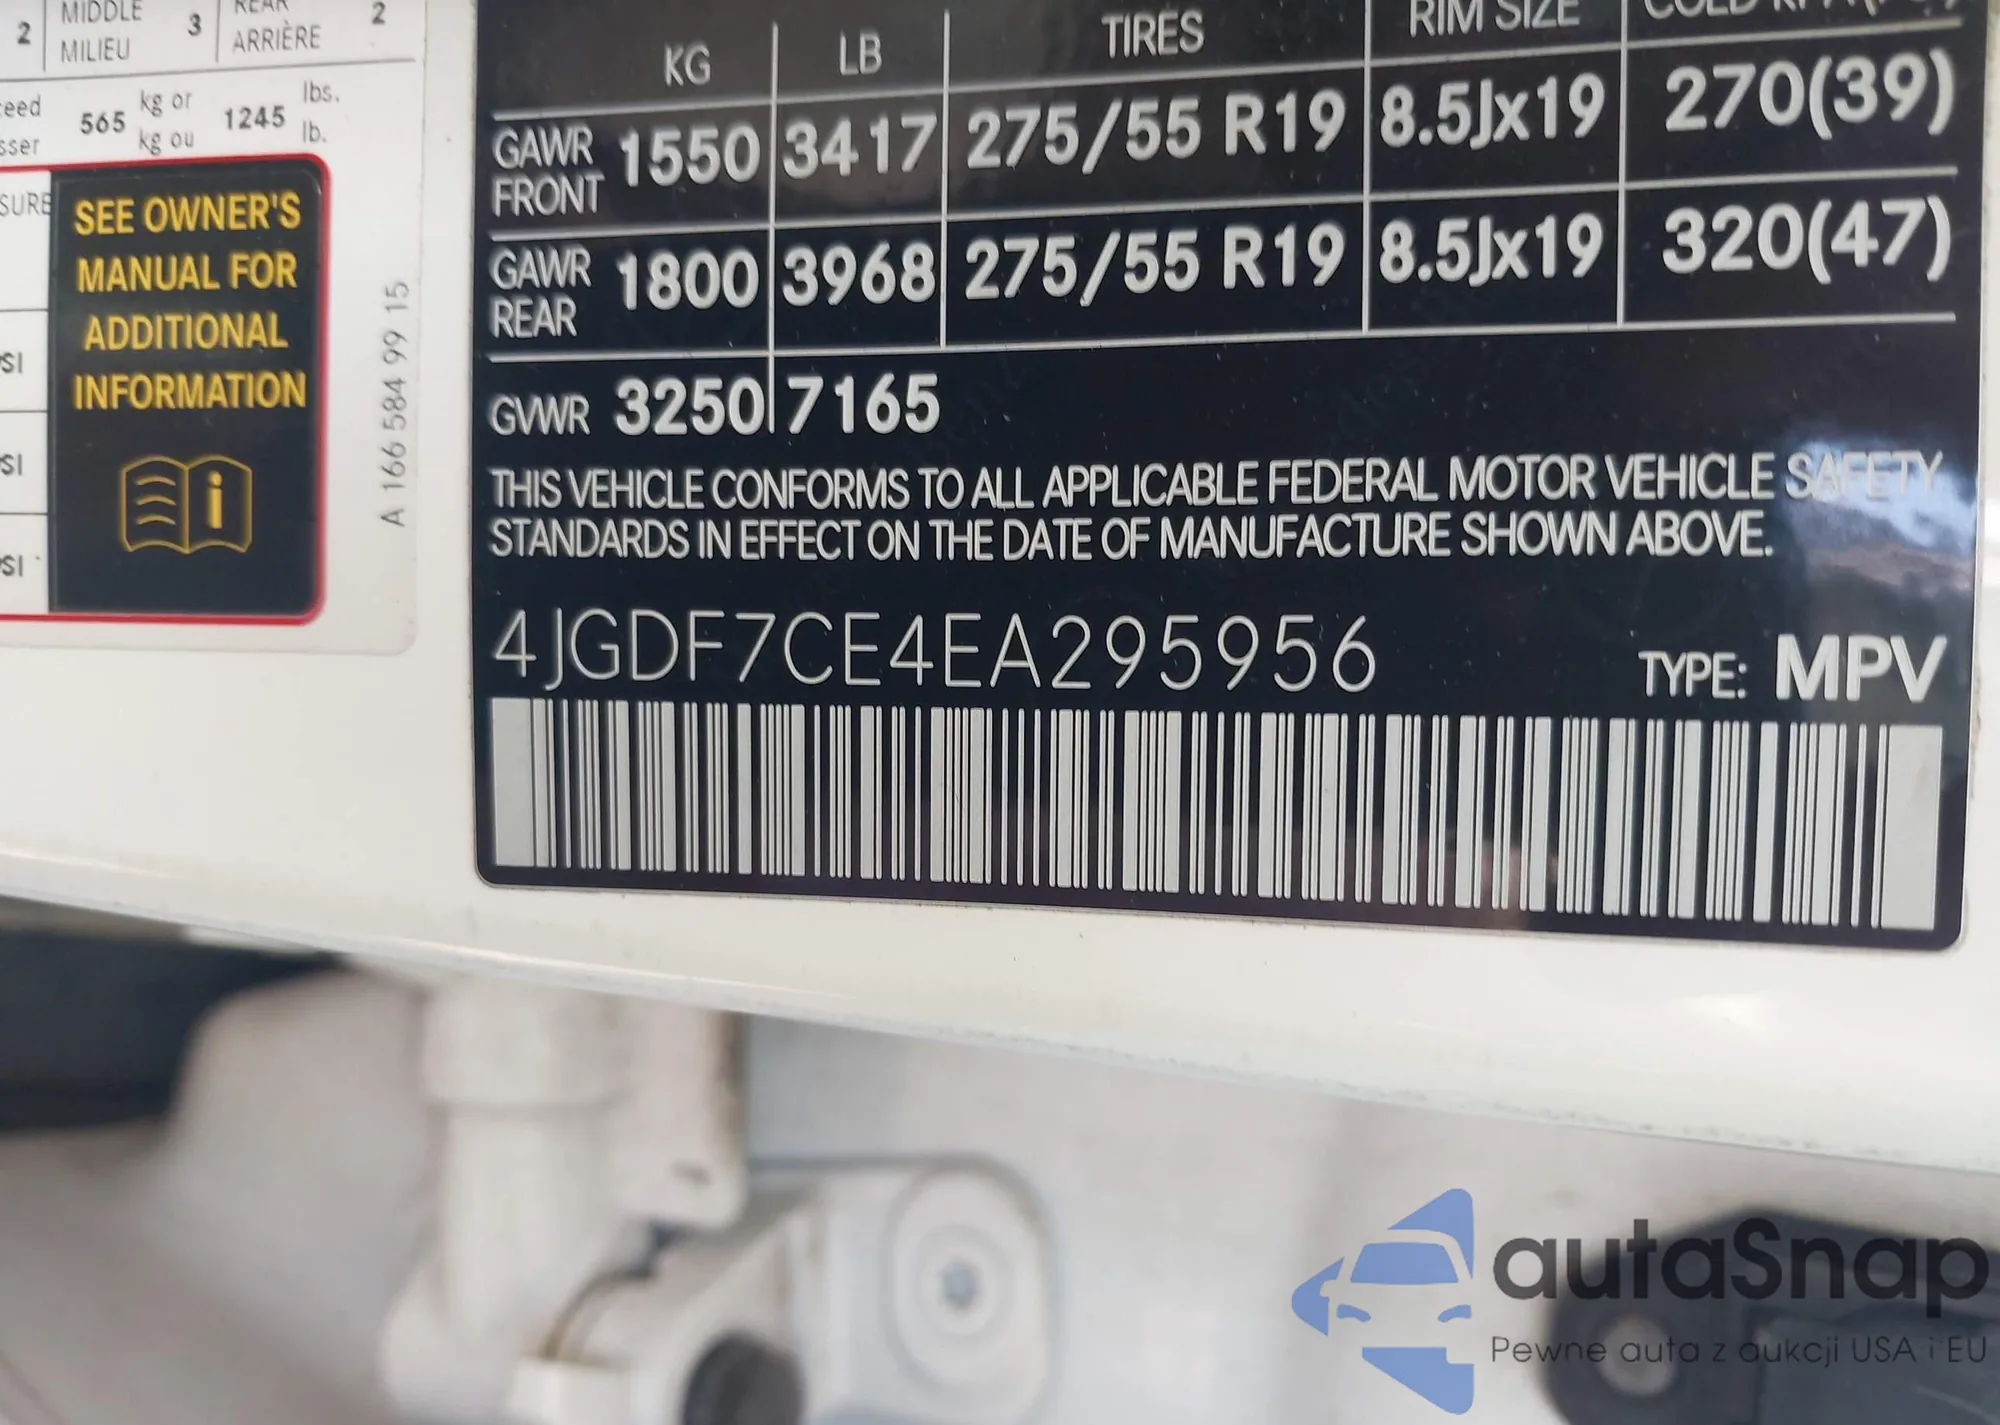 2 MIDDLE MILIEU 3 REAR ARRIÈRE 2
565 kg or kg ou 1245 lbs. lb.
SEE OWNER'S
MANUAL FOR
ADDITIONAL
INFORMATION
A 166 584 99 15
KG LB TIRES RIM SIZE COLD
GAWR FRONT 1550 3417 275/55 R19 8.5Jx19 270(39)
GAWR REAR 1800 3968 275/55 R19 8.5Jx19 320(47)
GVWR 3250 7165
THIS VEHICLE CONFORMS TO ALL APPLICABLE FEDERAL MOTOR VEHICLE SAFETY
STANDARDS IN EFFECT ON THE DATE OF MANUFACTURE SHOWN ABOVE.
4JGDF7CE4EA295956 TYPE: MPV
autaSnap
Pewne auta z aukcji USA i EU